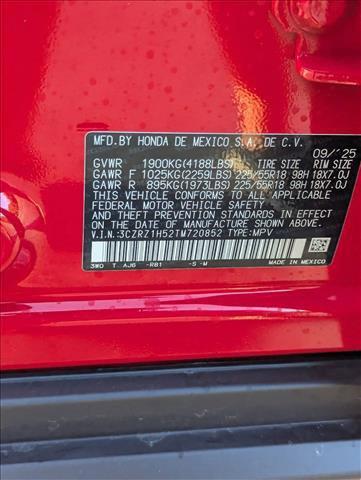 MFD. BY HONDA DE MEXICO S.A. DE C.V.
09/'25
GVWR 1900KG(4188LBS) TIRE SIZE RIM SIZE
GAWR F 1025KG(2259LBS) 225/55R18 98H 18X7.0J
GAWR R 895KG(1973LBS) 225/55R18 98H 18X7.0J
THIS VEHICLE CONFORMS TO ALL APPLICABLE
FEDERAL MOTOR VEHICLE SAFETY AND
THEFT PREVENTION STANDARDS IN EFFECT ON
THE DATE OF MANUFACTURE SHOWN ABOVE.
V.I.N.:3CZRZ1H52TM720852 TYPE:MPV
3W0 T AJ6 -R81 -S -M MADE IN MEXICO